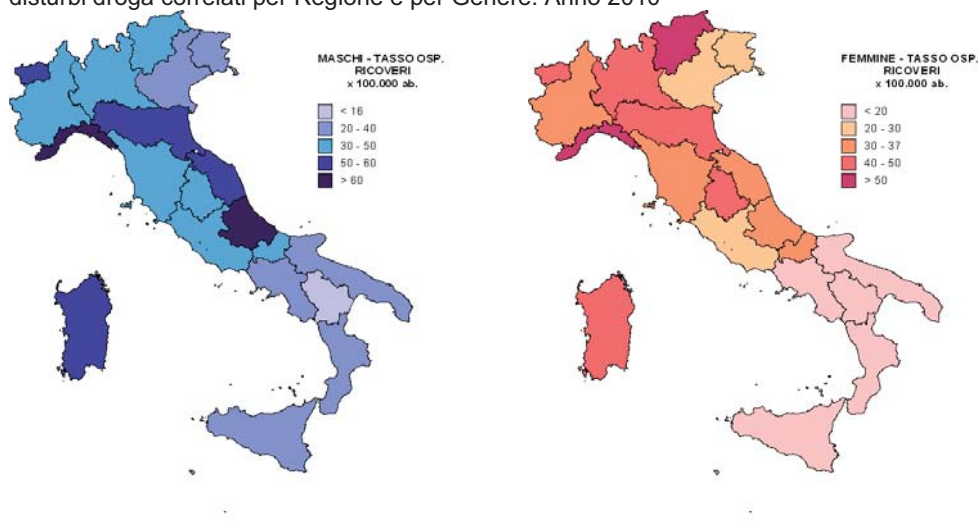 disturbi droga correlati per Regione e per Genere. Anno 2010
MASCHI - TASSO OSP.
RICOVERI
x 100.000 ab.
< 16
20 - 40
30 - 50
50 - 60
> 60
FEMMINE - TASSO OSP.
RICOVERI
x 100.000 ab.
< 20
20 - 30
30 - 37
40 - 50
> 50